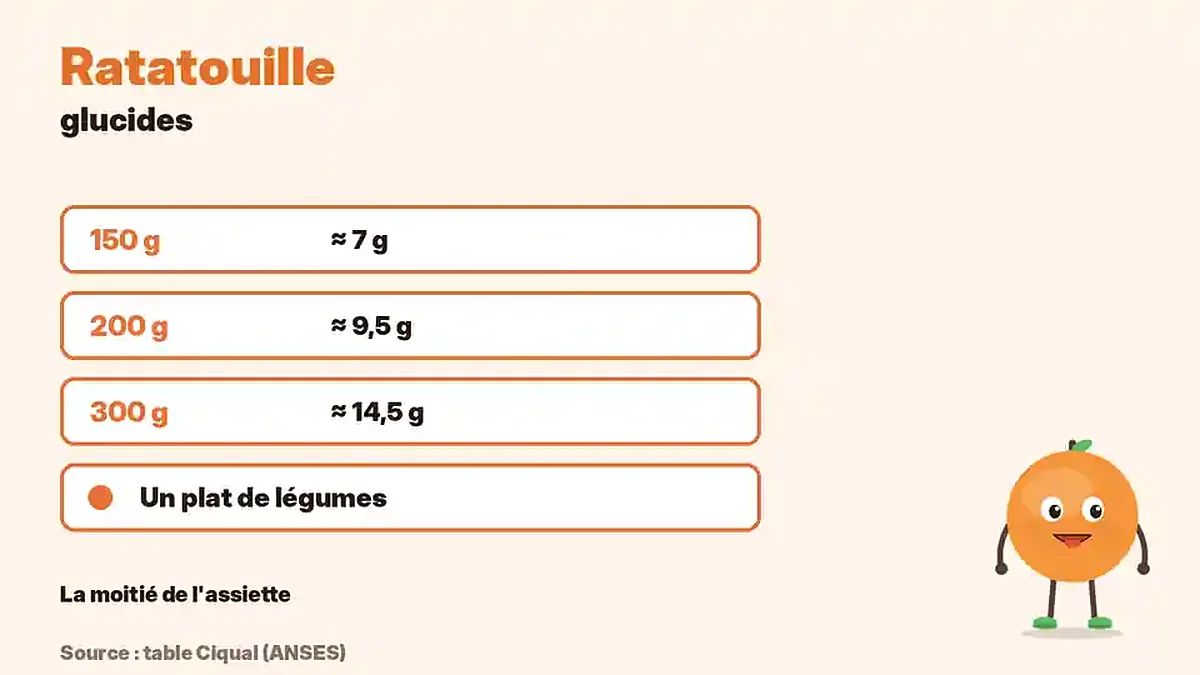 Ratatouille
glucides
150 g ≈ 7 g
200 g ≈ 9,5 g
300 g ≈ 14,5 g
Un plat de légumes
La moitié de l'assiette
Source : table Ciqual (ANSES)